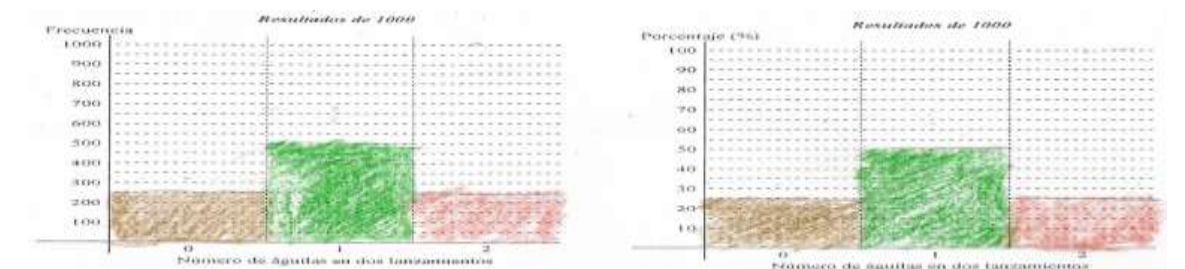 Resultados de 1000
Frecuencia
1000
900
800
700
600
500
400
300
200
100
0 1 2
Número de águilas en dos lanzamientos
Resultados de 1000
Porcentaje (%)
100
90
80
70
60
50
40
30
20
10
0 1 2
Número de águilas en dos lanzamientos